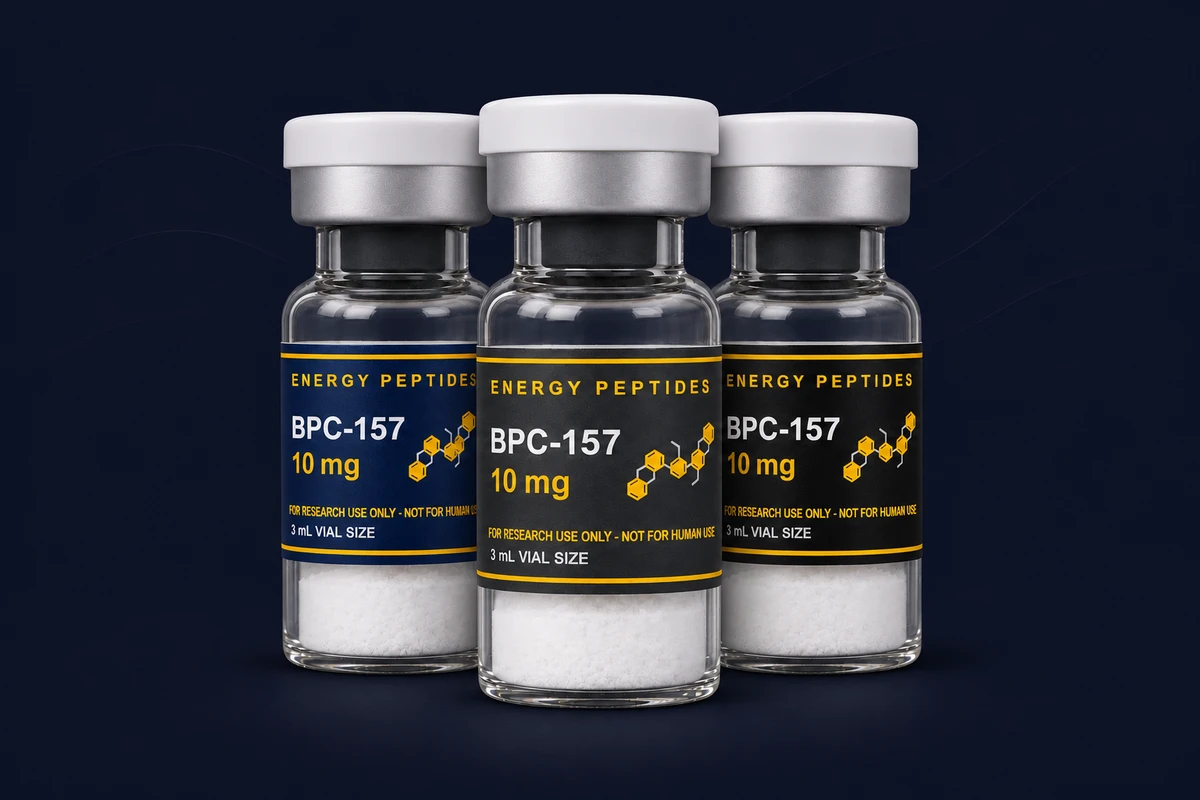 ENERGY PEPTIDES
BPC-157
10 mg
FOR RESEARCH USE ONLY - NOT FOR HUMAN USE
3 mL VIAL SIZE
ENERGY PEPTIDES
BPC-157
10 mg
FOR RESEARCH USE ONLY - NOT FOR HUMAN USE
3 mL VIAL SIZE
ENERGY PEPTIDES
BPC-157
10 mg
FOR RESEARCH USE ONLY - NOT FOR HUMAN USE
3 mL VIAL SIZE